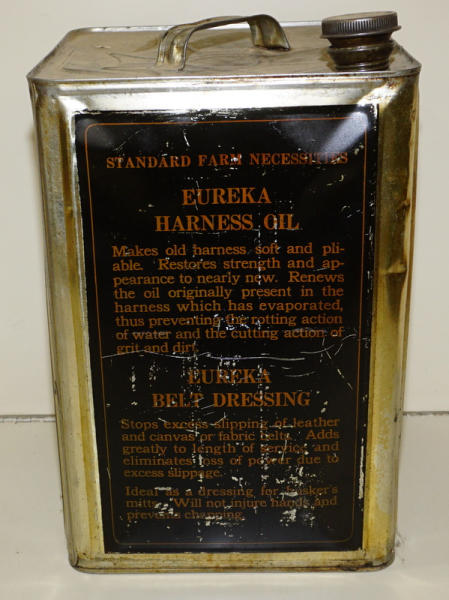 STANDARD FARM NECESSITIES
EUREKA
HARNESS OIL
Makes old harness soft and pli-
able. Restores strength and ap-
pearance to nearly new. Renews
the oil originally present in the
harness which has evaporated,
thus preventing the rotting action
of water and the cutting action of
grit and dirt.
EUREKA
BELT DRESSING
Stops excess slipping of leather
and canvas or fabric belts. Adds
greatly to length of service and
eliminates loss of power due to
excess slippage.
Ideal as a dressing for husker's
mitts. Will not injure hands and
prevents chapping.